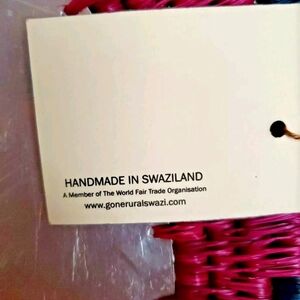 HANDMADE IN SWAZILAND
A Member of The World Fair Trade Organisation
www.goneruralswazi.com